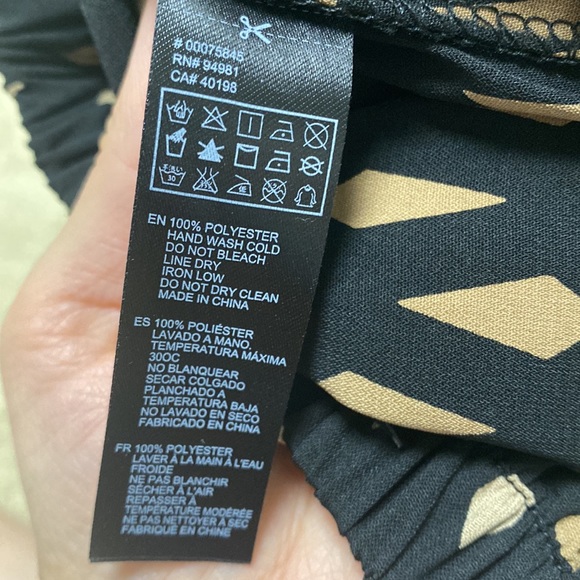 # 00075845
RN# 94981
CA# 40198
30
EN 100% POLYESTER
HAND WASH COLD
DO NOT BLEACH
LINE DRY
IRON LOW
DO NOT DRY CLEAN
MADE IN CHINA
ES 100% POLIÉSTER
LAVADO A MANO.
TEMPERATURA MÁXIMA
30OC
NO BLANQUEAR
SECAR COLGADO
PLANCHADO A
TEMPERATURA BAJA
NO LAVADO EN SECO
FABRICADO EN CHINA
FR 100% POLYESTER
LAVER À LA MAIN À L'EAU
FROIDE
NE PAS BLANCHIR
SÉCHER À L'AIR
REPASSER À
TEMPÉRATURE MODÉRÉE
NE PAS NETTOYER À SEC
FABRIQUÉ EN CHINE